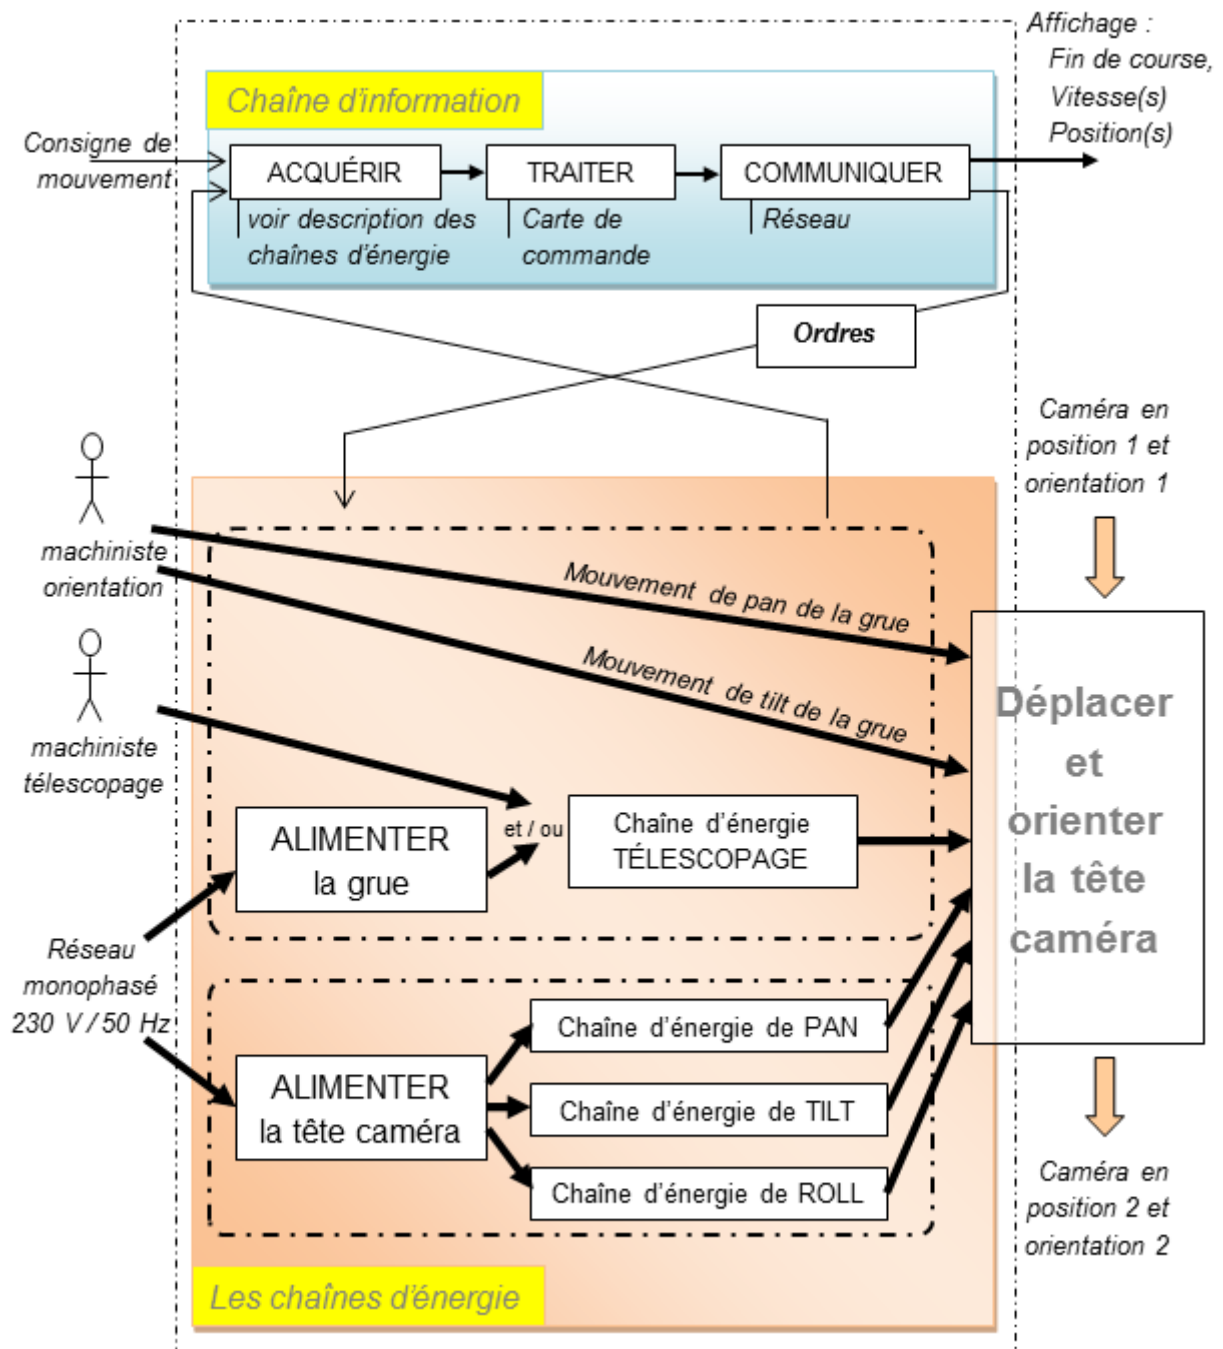 Affichage :
Fin de course,
Vitesse(s)
Position(s)
Chaîne d'information
Consigne de
mouvement
ACQUÉRIR
TRAITER
COMMUNIQUER
voir description des
chaînes d'énergie
Carte de
commande
Réseau
Ordres
Caméra en
position 1 et
orientation 1
machiniste
orientation
Mouvement de pan de la grue
Mouvement de tilt de la grue
machiniste
télescopage
ALIMENTER
la grue
et / ou
Chaîne d'énergie
TÉLESCOPAGE
Déplacer
et
orienter
la tête
caméra
Réseau
monophasé
230 V / 50 Hz
ALIMENTER
la tête caméra
Chaîne d'énergie de PAN
Chaîne d'énergie de TILT
Chaîne d'énergie de ROLL
Caméra en
position 2 et
orientation 2
Les chaînes d'énergie